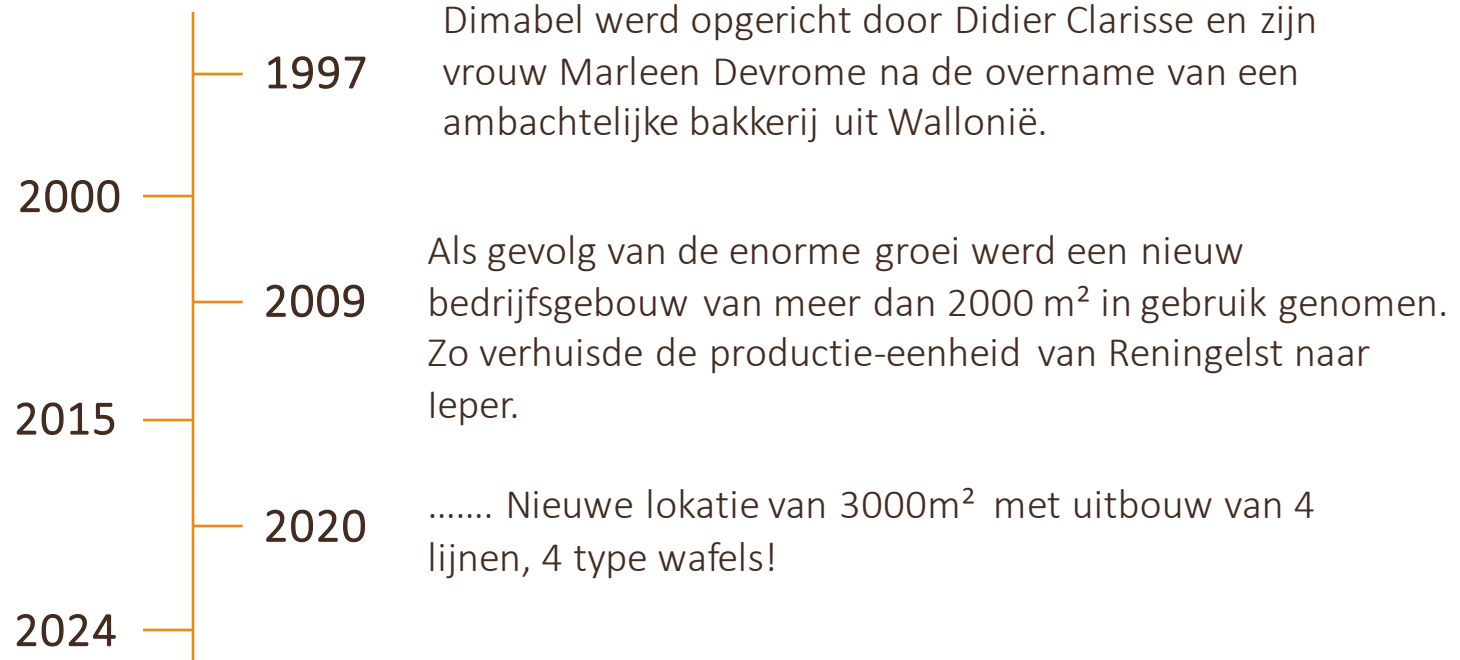 Dimabel werd opgericht door Didier Clarisse en zijn
1997
vrouw Marleen Devrome na de overname van een
ambachtelijke bakkerij uit Wallonië.
2000
Als gevolg van de enorme groei werd een nieuw
2009
bedrijfsgebouw van meer dan 2000 m² in gebruik genomen.
Zo verhuisde de productie-eenheid van Reningelst naar
Ieper.
2015
....... Nieuwe lokatie van 3000m² met uitbouw van 4
2020
lijnen, 4 type wafels!
2024